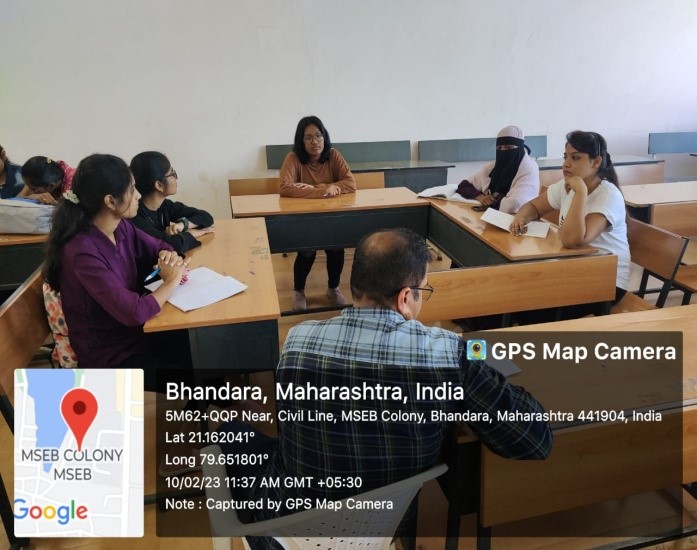 GPS Map Camera
Bhandara, Maharashtra, India
5M62+QQP Near, Civil Line, MSEB Colony, Bhandara, Maharashtra 441904, India
Lat 21.162041°
Long 79.651801°
10/02/23 11:37 AM GMT +05:30
Note : Captured by GPS Map Camera
MSEB COLONY
MSEB
Google